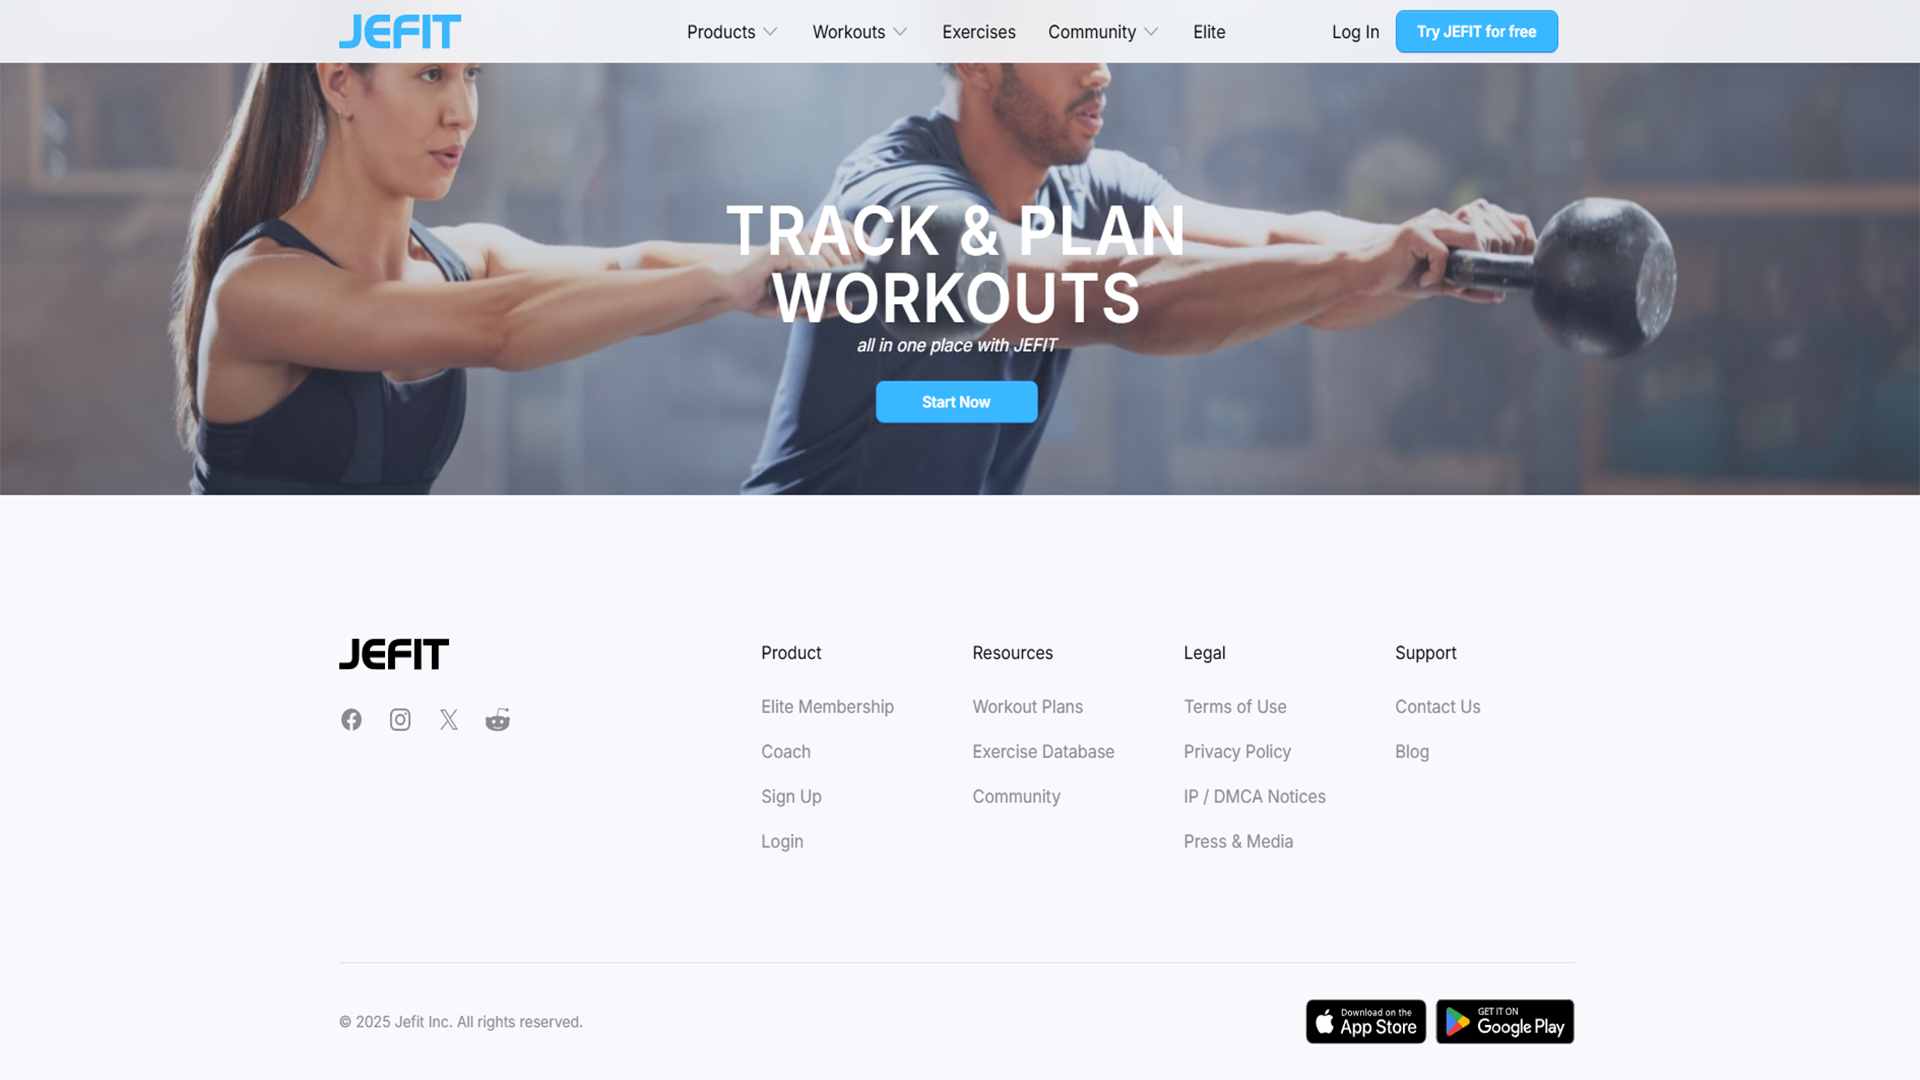 JEFIT
Products
Workouts
Exercises
Community
Elite
Log In
Try JEFIT for free
TRACK & PLAN
WORKOUTS
all in one place with JEFIT
Start Now
JEFIT
Product
Elite Membership
Coach
Sign Up
Login
Resources
Workout Plans
Exercise Database
Community
Legal
Terms of Use
Privacy Policy
IP / DMCA Notices
Press & Media
Support
Contact Us
Blog
© 2025 Jefit Inc. All rights reserved.
Download on the
App Store
GET IT ON
Google Play